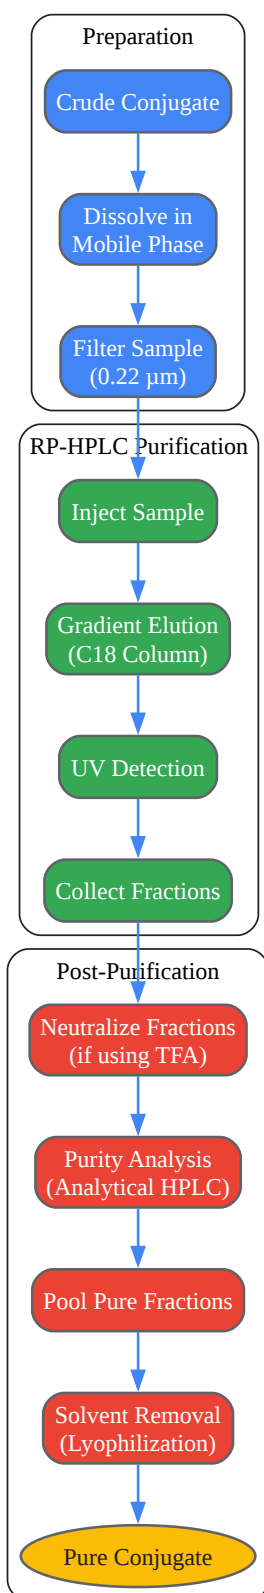 Preparation
Crude Conjugate
Dissolve in
Mobile Phase
Filter Sample
(0.22 µm)
RP-HPLC Purification
Inject Sample
Gradient Elution
(C18 Column)
UV Detection
Collect Fractions
Post-Purification
Neutralize Fractions
(if using TFA)
Purity Analysis
(Analytical HPLC)
Pool Pure Fractions
Solvent Removal
(Lyophilization)
Pure Conjugate